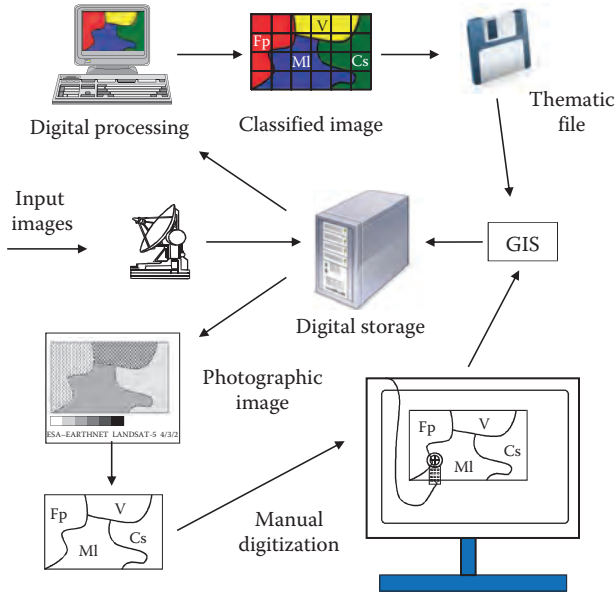 V
Fp
Ml
Cs
Digital processing
Classified image
Thematic
file
Input
images
GIS
Digital storage
Photographic
image
ESA–EARTHNET LANDSAT-5 4/3/2
Fp
V
Cs
Ml
Fp
V
Cs
Ml
Manual
digitization